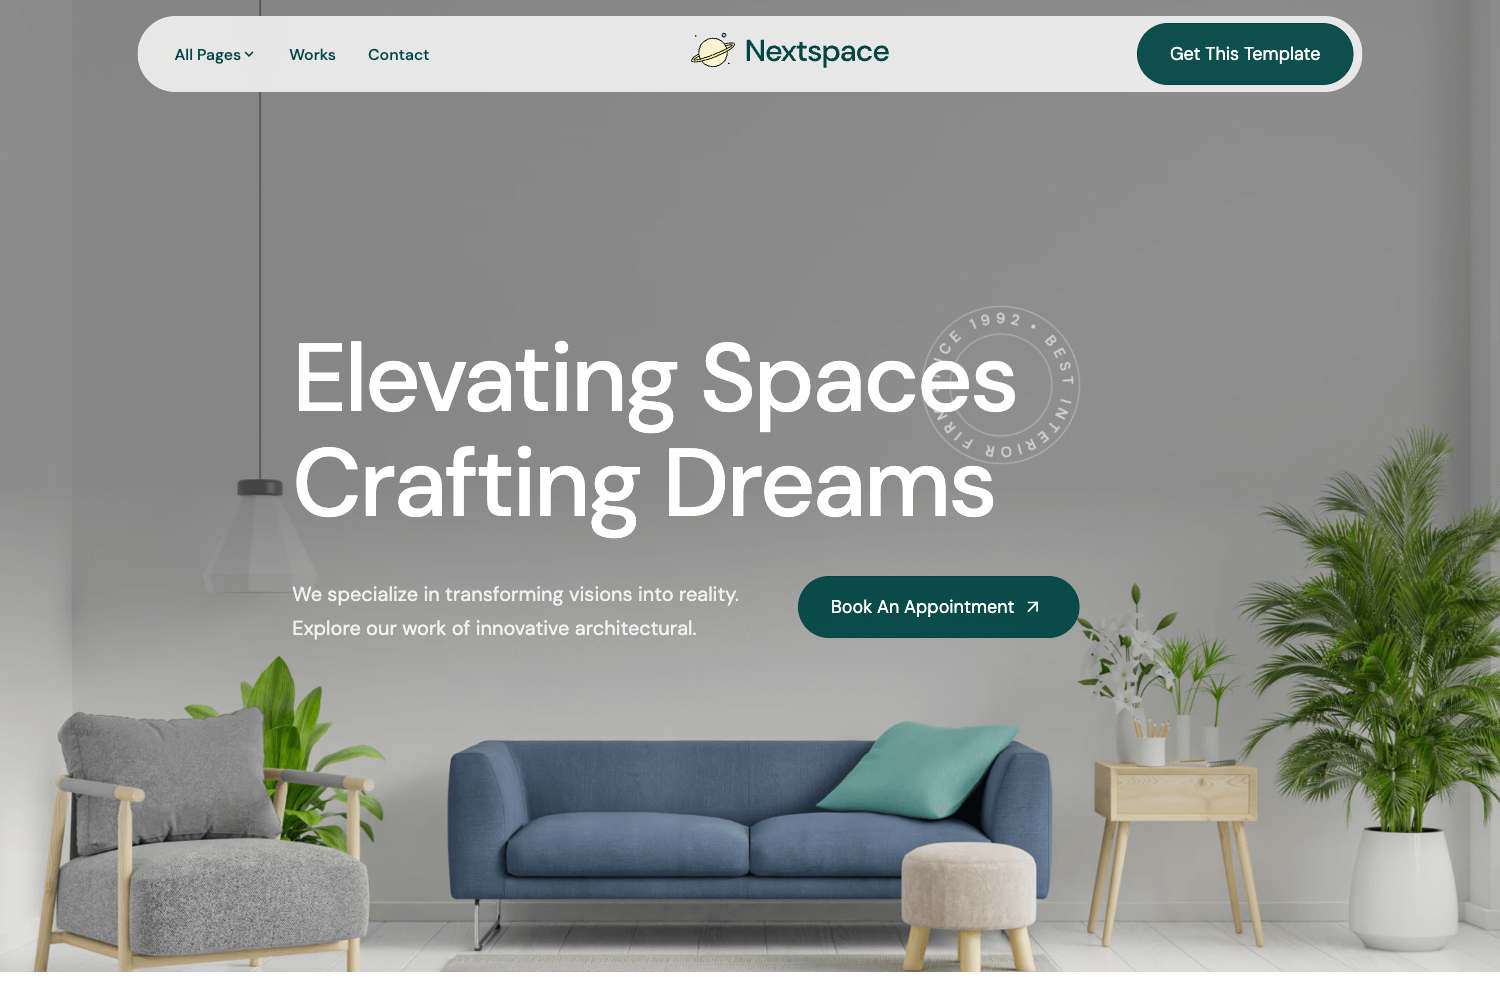 All Pages
Works
Contact
Nextspace
Get This Template
SINCE 1992 • BEST INTERIOR FIRM
Elevating Spaces
Crafting Dreams
We specialize in transforming visions into reality.
Explore our work of innovative architectural.
Book An Appointment